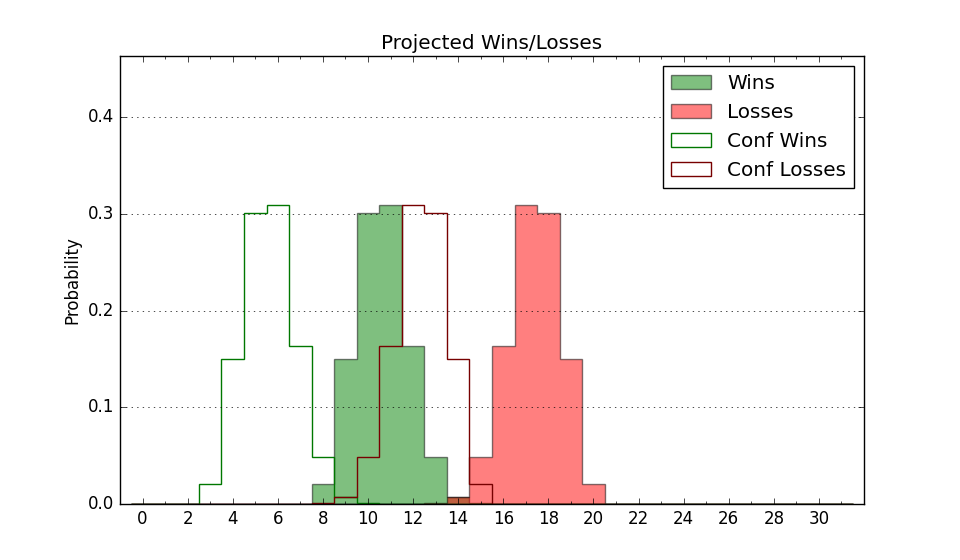 Projected Wins/Losses
Wins
Losses
Conf Wins
Conf Losses
Probability
0.4
0.3
0.2
0.1
0.0
0 2 4 6 8 10 12 14 16 18 20 22 24 26 28 30